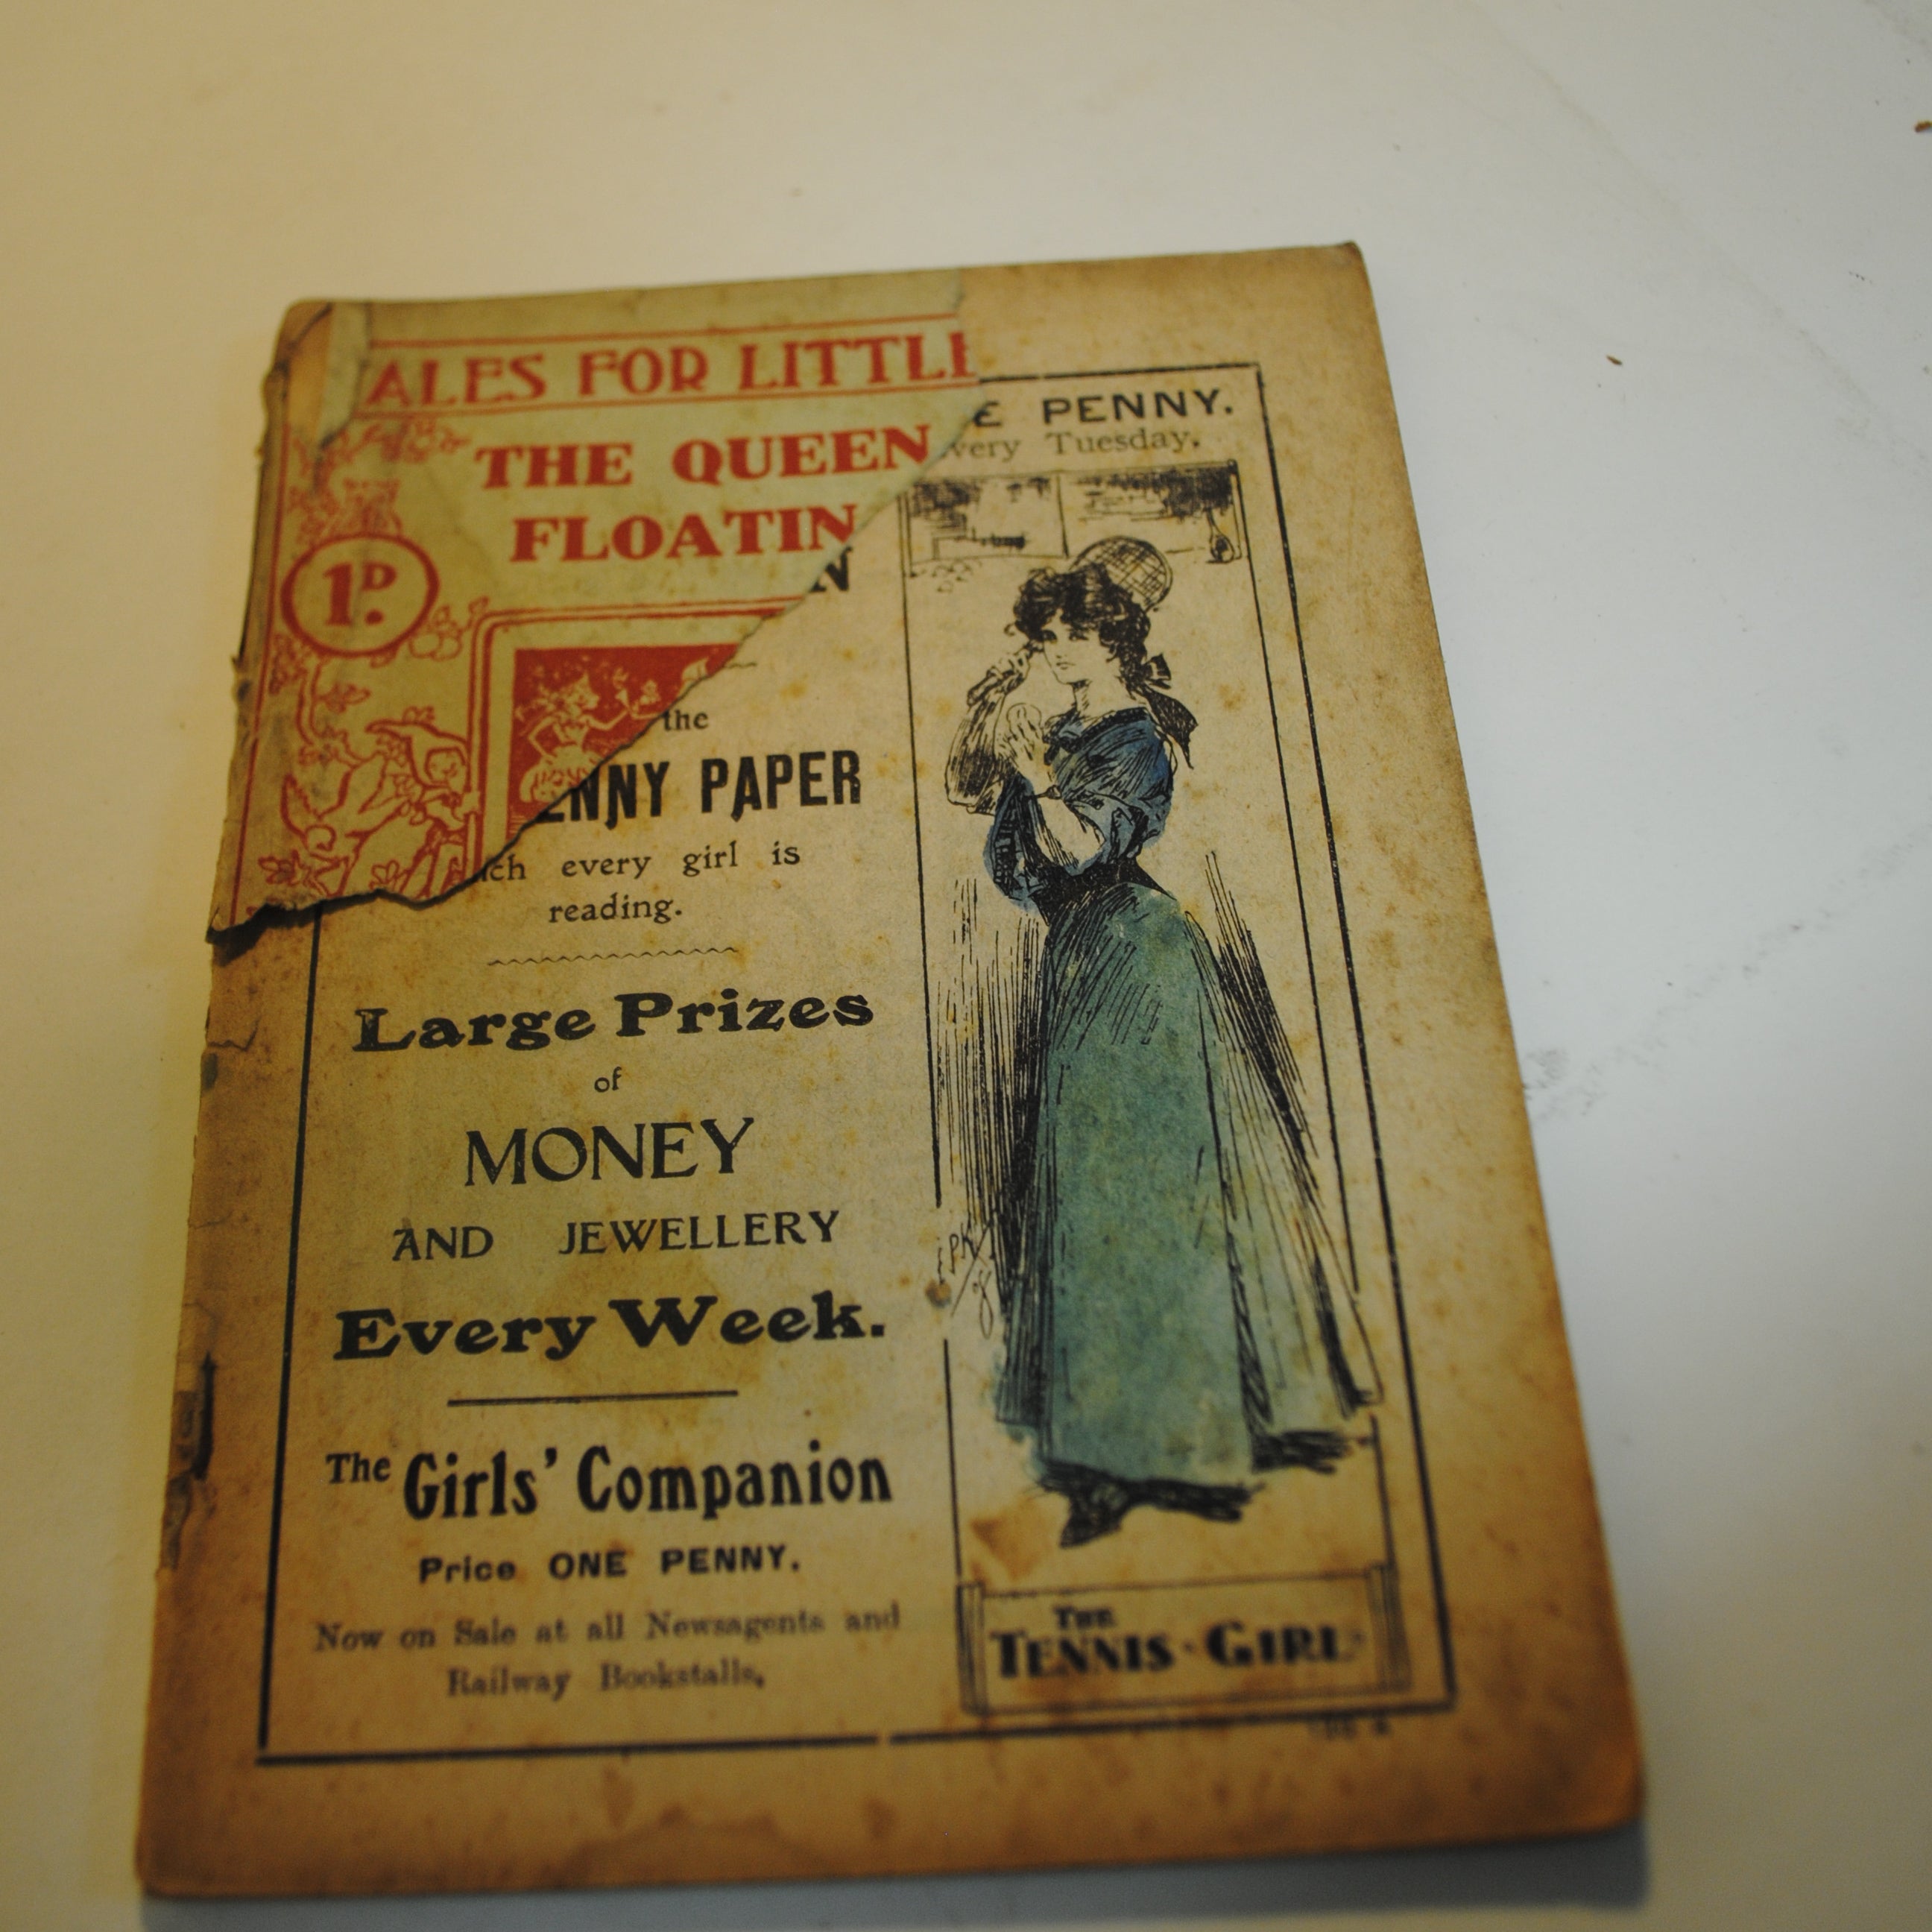 ALES FOR LITTLE
THE QUEEN
FLOATIN
1D.
E PENNY.
very Tuesday.
N
the
ENNY PAPER
ch every girl is
reading.
Large Prizes
of
MONEY
AND JEWELLERY
Every Week.
The Girls' Companion
Price ONE PENNY.
Now on Sale at all Newsagents and
Railway Bookstalls.
THE
TENNIS·GIRL